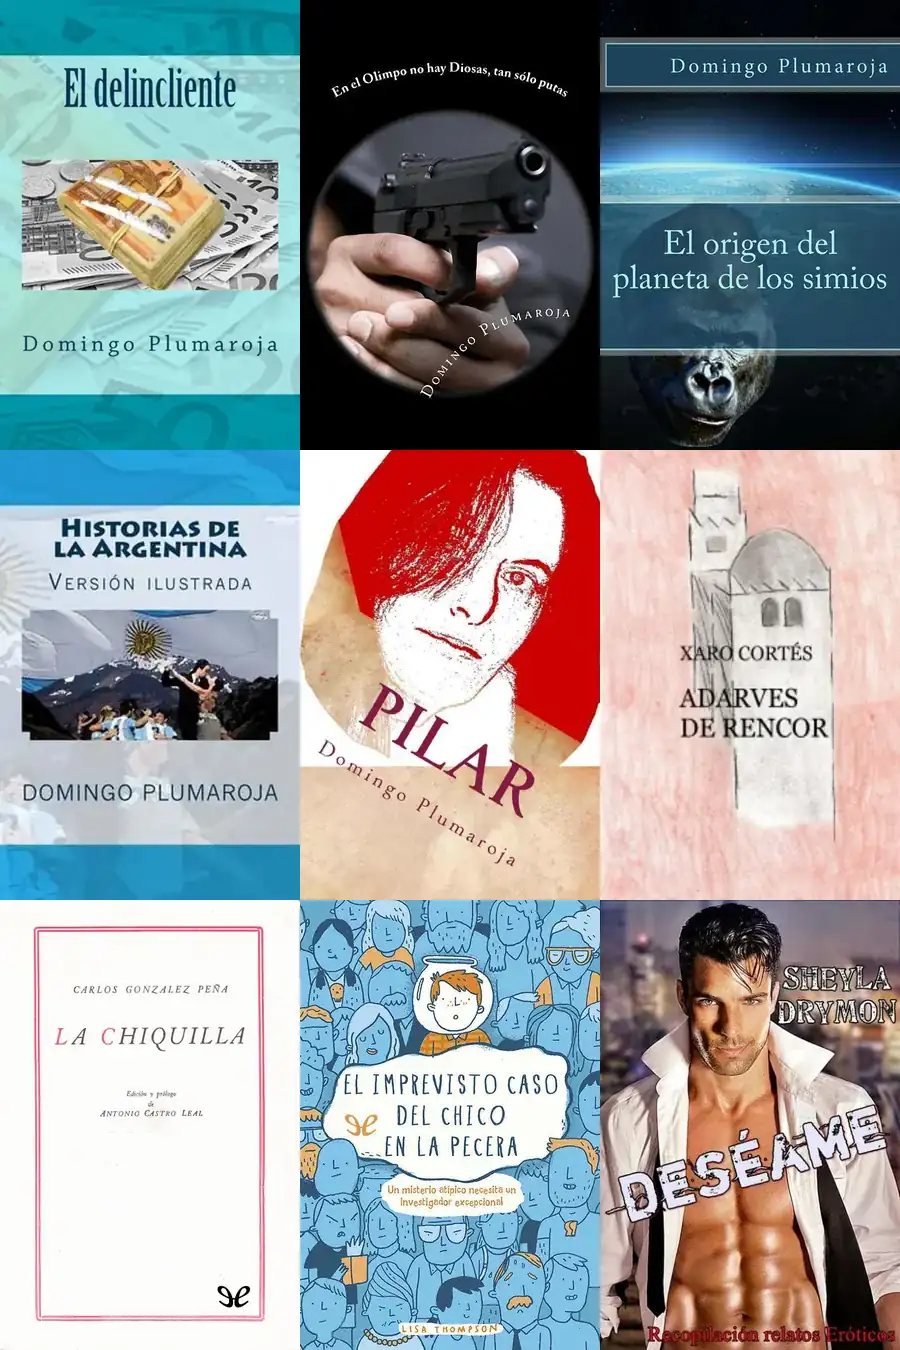 El delincliente
Domingo Plumaroja
En el Olimpo no hay Diosas, tan sólo putas
Domingo Plumaroja
Domingo Plumaroja
El origen del
planeta de los simios
Historias de
la Argentina
Versión ilustrada
DOMINGO PLUMAROJA
PILAR
Domingo Plumaroja
XARO CORTÉS
ADARVES
DE RENCOR
CARLOS GONZALEZ PEÑA
LA CHIQUILLA
Edición y prólogo
de
ANTONIO CASTRO LEAL
EL IMPREVISTO CASO
DEL CHICO
EN LA PECERA
Un misterio atípico necesita un
investigador excepcional
LISA THOMPSON
SHEYLA
DRYMON
DESÉAME
Recopilación relatos Eróticos